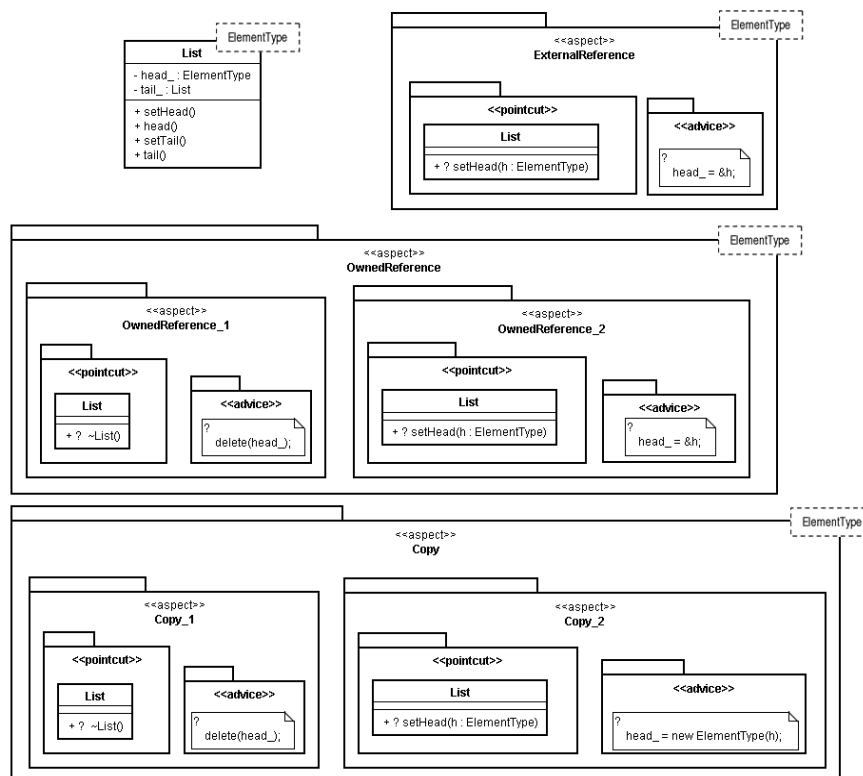 ElementType
List
- head_ : ElementType
- tail_ : List
+ setHead()
+ head()
+ setTail()
+ tail()
ElementType
<<aspect>>
ExternalReference
<<pointcut>>
List
+ ? setHead(h : ElementType)
<<advice>>
?
head_ = &h;
ElementType
<<aspect>>
OwnedReference
<<aspect>>
OwnedReference_1
<<pointcut>>
List
+ ? ~List()
<<advice>>
?
delete(head_);
<<aspect>>
OwnedReference_2
<<pointcut>>
List
+ ? setHead(h : ElementType)
<<advice>>
?
head_ = &h;
ElementType
<<aspect>>
Copy
<<aspect>>
Copy_1
<<pointcut>>
List
+ ? ~List()
<<advice>>
?
delete(head_);
<<aspect>>
Copy_2
<<pointcut>>
List
+ ? setHead(h : ElementType)
<<advice>>
?
head_ = new ElementType(h);